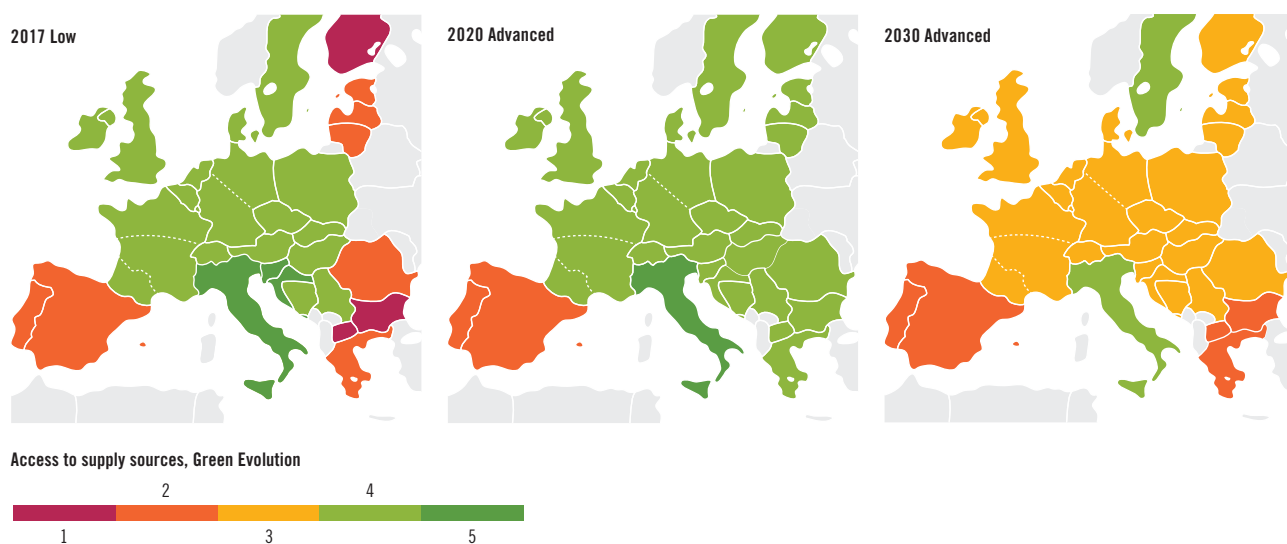 2017 Low
2020 Advanced
2030 Advanced
Access to supply sources, Green Evolution
2 4
1 3 5